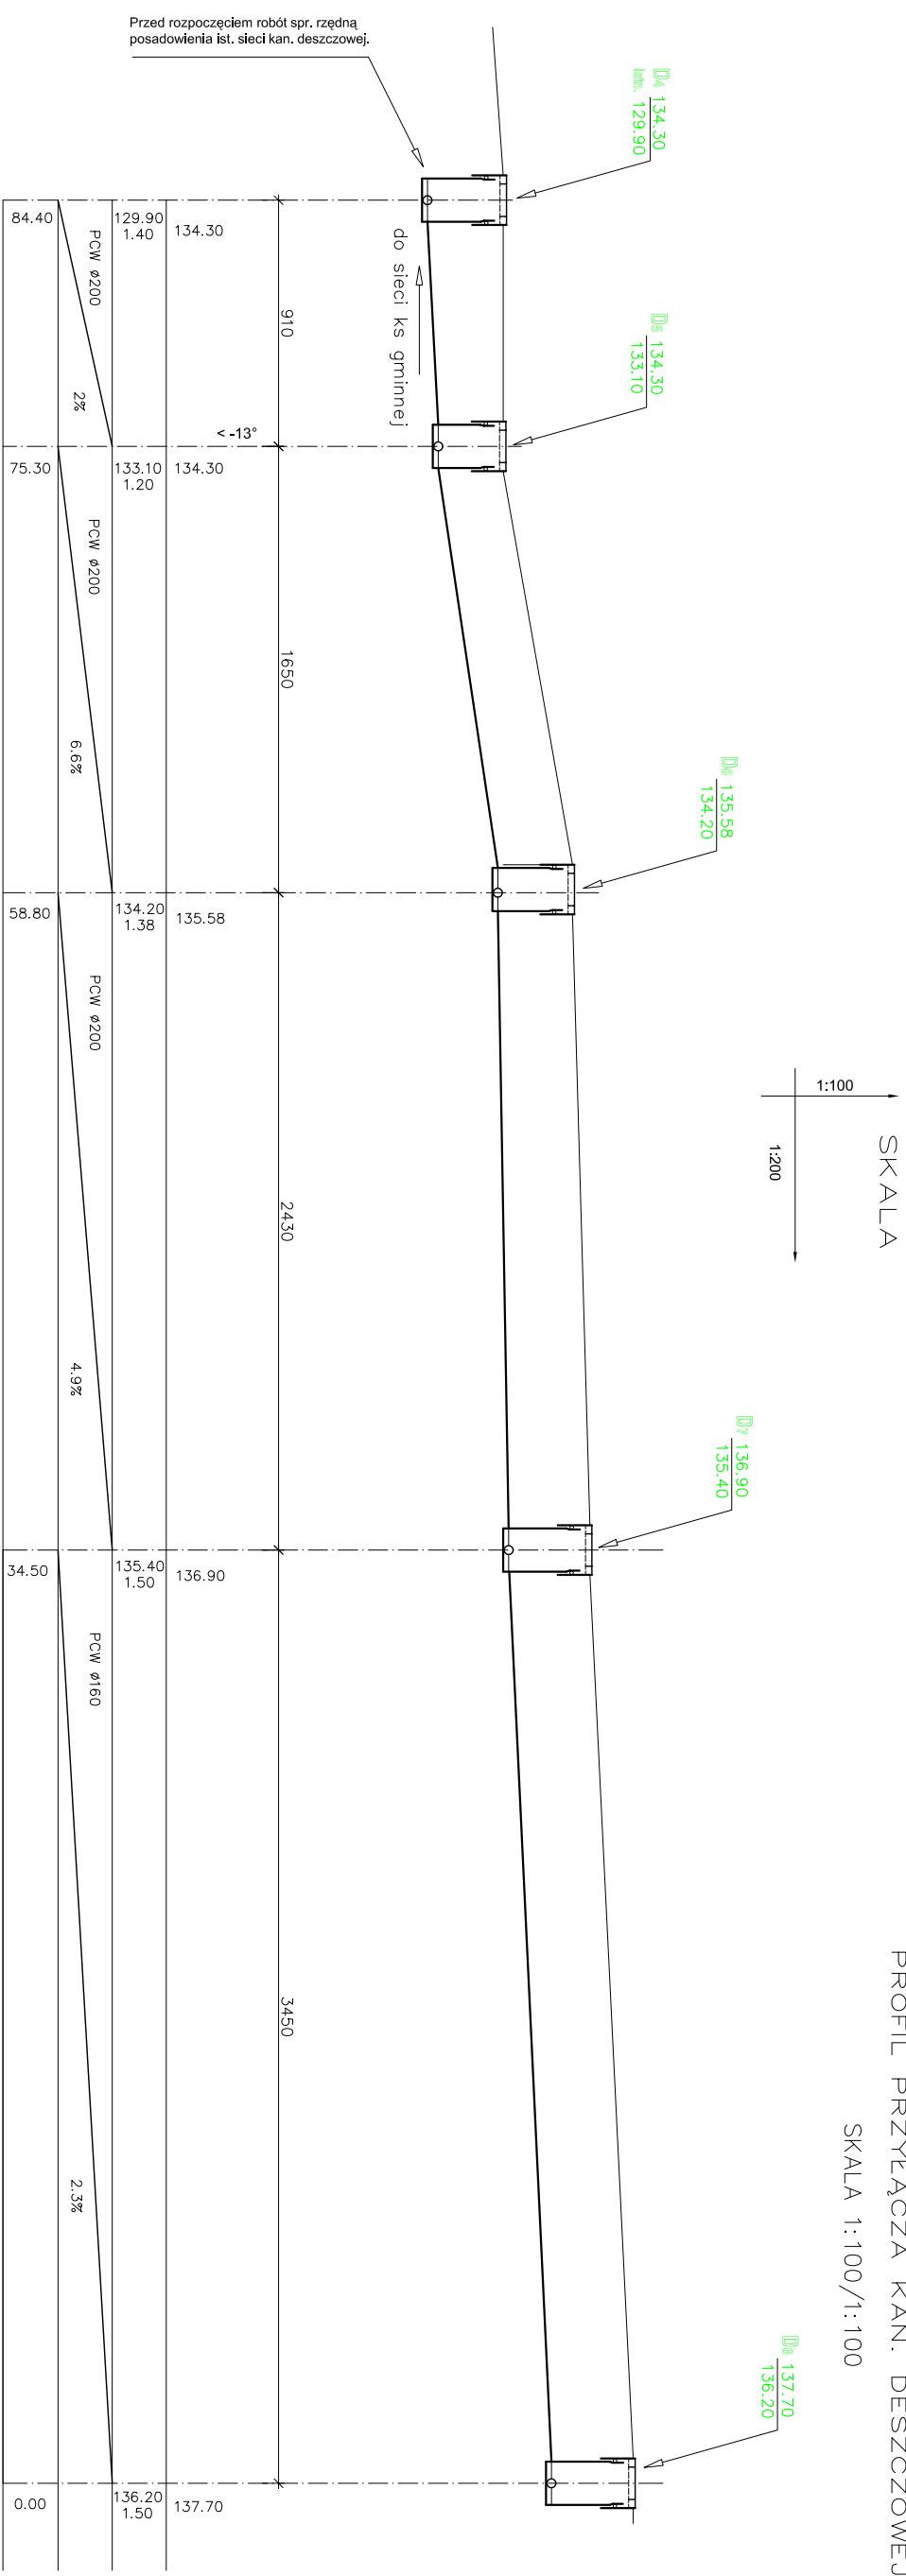 Przed rozpoczęciem robót spr. rzędną
posadowienia ist. sieci kan. deszczowej.
D4 134.30
istn. 129.90
D5 134.30
133.10
D6 135.58
134.20
D7 136.90
135.40
D8 137.70
136.20
SKALA
1:100
1:200
PROFIL PRZYŁĄCZA KAN. DESZCZOWEJ
SKALA 1:100/1:100
do sieci ks gminnej
910
< -13°
1650
2430
3450
134.30
134.30
135.58
136.90
137.70
129.90
1.40
133.10
1.20
134.20
1.38
135.40
1.50
136.20
1.50
PCW ø200
2%
PCW ø200
6.6%
PCW ø200
4.9%
PCW ø160
2.3%
84.40
75.30
58.80
34.50
0.00